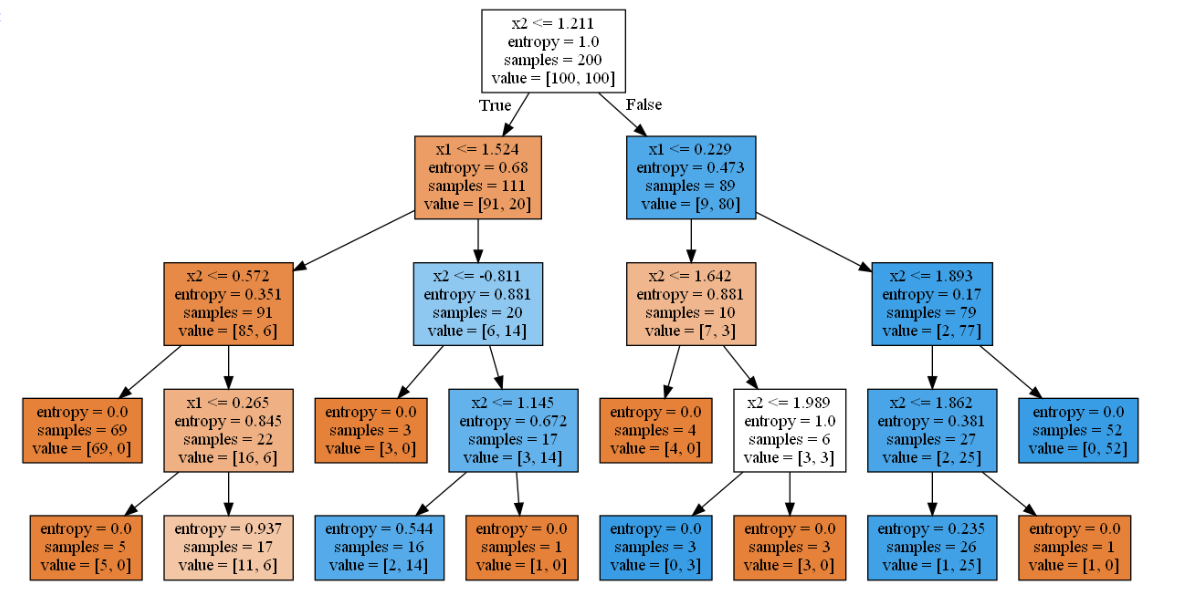 x2 <= 1.211
entropy = 1.0
samples = 200
value = [100, 100]
True
False
x1 <= 1.524
entropy = 0.68
samples = 111
value = [91, 20]
x1 <= 0.229
entropy = 0.473
samples = 89
value = [9, 80]
x2 <= 0.572
entropy = 0.351
samples = 91
value = [85, 6]
x2 <= -0.811
entropy = 0.881
samples = 20
value = [6, 14]
x2 <= 1.642
entropy = 0.881
samples = 10
value = [7, 3]
x2 <= 1.893
entropy = 0.17
samples = 79
value = [2, 77]
entropy = 0.0
samples = 69
value = [69, 0]
x1 <= 0.265
entropy = 0.845
samples = 22
value = [16, 6]
entropy = 0.0
samples = 3
value = [3, 0]
x2 <= 1.145
entropy = 0.672
samples = 17
value = [3, 14]
entropy = 0.0
samples = 4
value = [4, 0]
x2 <= 1.989
entropy = 1.0
samples = 6
value = [3, 3]
x2 <= 1.862
entropy = 0.381
samples = 27
value = [2, 25]
entropy = 0.0
samples = 52
value = [0, 52]
entropy = 0.0
samples = 5
value = [5, 0]
entropy = 0.937
samples = 17
value = [11, 6]
entropy = 0.544
samples = 16
value = [2, 14]
entropy = 0.0
samples = 1
value = [1, 0]
entropy = 0.0
samples = 3
value = [0, 3]
entropy = 0.0
samples = 3
value = [3, 0]
entropy = 0.235
samples = 26
value = [1, 25]
entropy = 0.0
samples = 1
value = [1, 0]